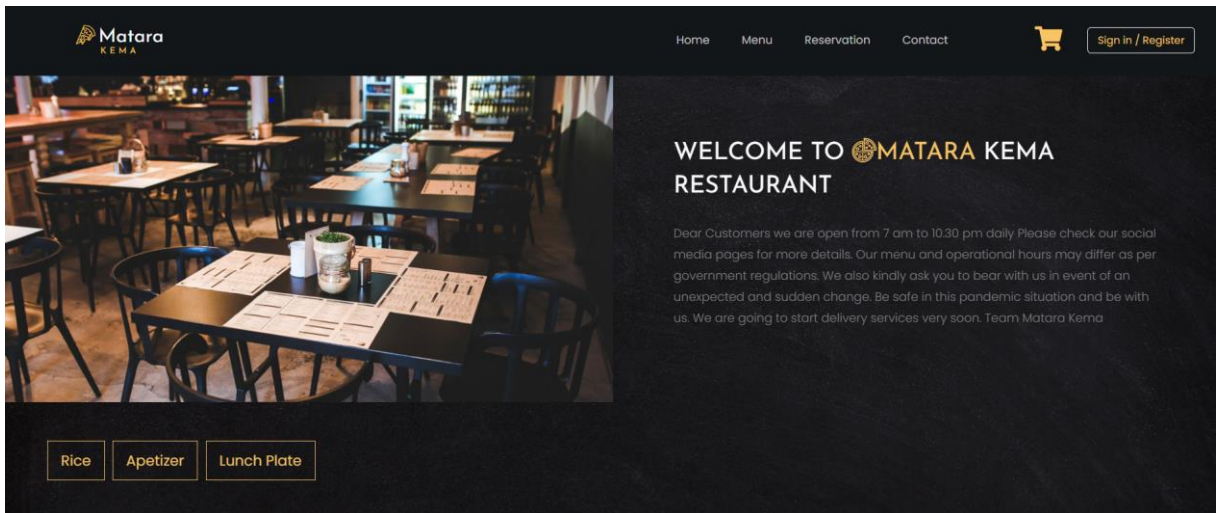 Matara
KEMA
Home Menu Reservation Contact Sign in / Register
WELCOME TO MATARA KEMA
RESTAURANT
Dear Customers we are open from 7 am to 10.30 pm daily Please check our social
media pages for more details. Our menu and operational hours may differ as per
government regulations. We also kindly ask you to bear with us in event of an
unexpected and sudden change. Be safe in this pandemic situation and be with
us. We are going to start delivery services very soon. Team Matara Kema
Rice Apetizer Lunch Plate